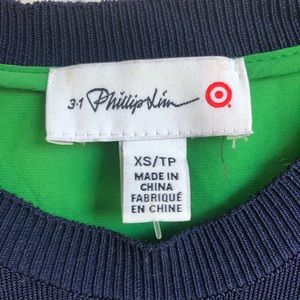 3.1 Phillip Lim
XS/TP
MADE IN
CHINA
FABRIQUÉ
EN CHINE